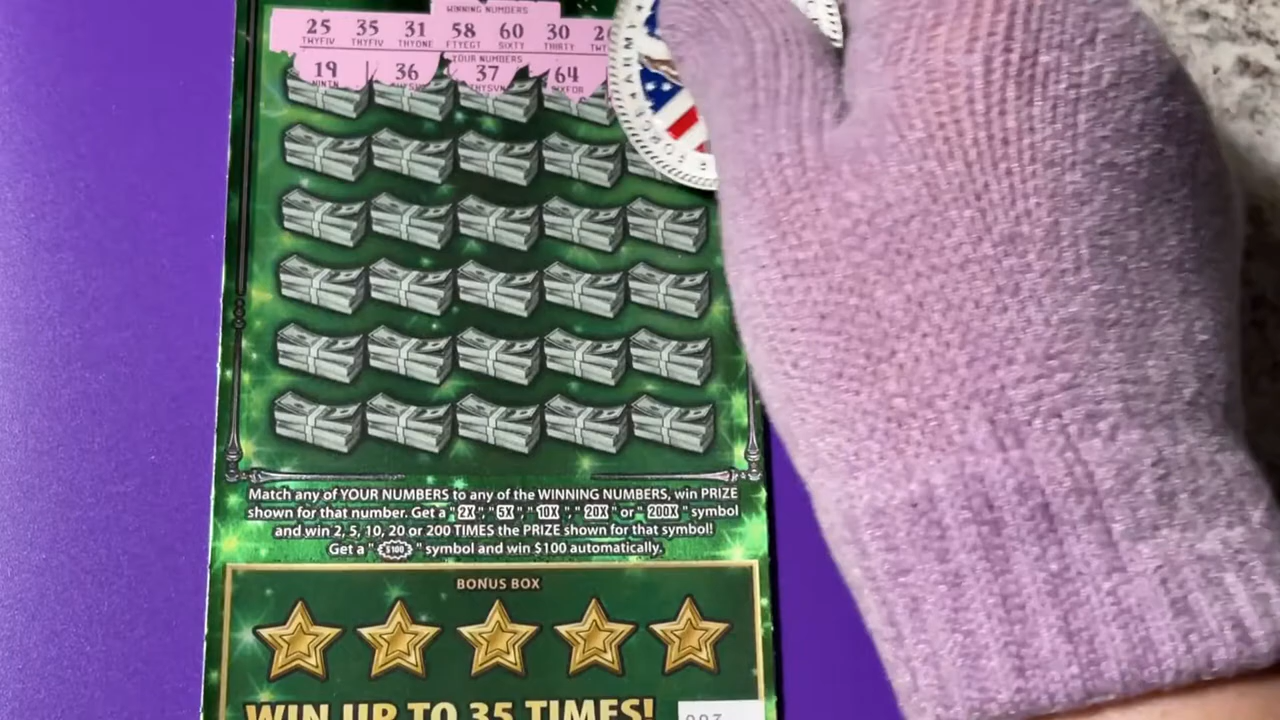 WINNING NUMBERS
25 35 31 58 60 30
THYFIV THYFIV THYONE FTYEGT SIXTY THIRTY
YOUR NUMBERS
19 36 37 64
NINTN THYSVN SIXFOR
Match any of YOUR NUMBERS to any of the WINNING NUMBERS, win PRIZE
shown for that number. Get a "2X", "5X", "10X", "20X" or "200X" symbol
and win 2, 5, 10, 20 or 200 TIMES the PRIZE shown for that symbol!
Get a "$100" symbol and win $100 automatically.
BONUS BOX
WIN UP TO 35 TIMES!